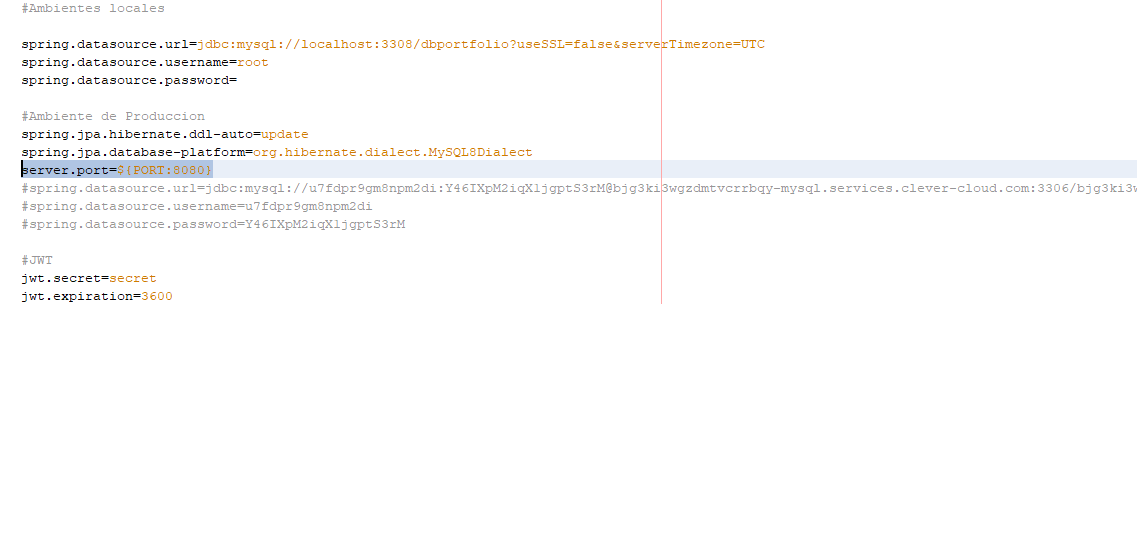 #Ambientes locales
spring.datasource.url=jdbc:mysql://localhost:3308/dbportfolio?useSSL=false&serverTimezone=UTC
spring.datasource.username=root
spring.datasource.password=
#Ambiente de Produccion
spring.jpa.hibernate.ddl-auto=update
spring.jpa.database-platform=org.hibernate.dialect.MySQL8Dialect
server.port=${PORT:8080}
#spring.datasource.url=jdbc:mysql://u7fdpr9gm8npm2di:Y46IXpM2iqXljgptS3rM@bjg3ki3wgzdmtvcrrbqy-mysql.services.clever-cloud.com:3306/bjg3ki3w
#spring.datasource.username=u7fdpr9gm8npm2di
#spring.datasource.password=Y46IXpM2iqXljgptS3rM
#JWT
jwt.secret=secret
jwt.expiration=3600